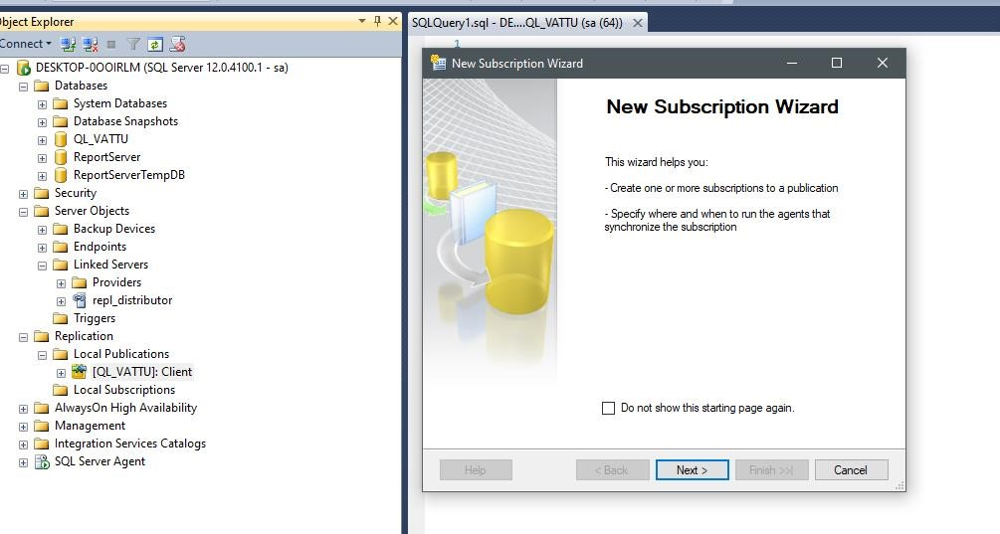 Object Explorer
SQLQuery1.sql - DE....QL_VATTU (sa (64))
Connect
1
DESKTOP-0OOIRLM (SQL Server 12.0.4100.1 - sa)
Databases
System Databases
Database Snapshots
QL_VATTU
ReportServer
ReportServerTempDB
Security
Server Objects
Backup Devices
Endpoints
Linked Servers
Providers
repl_distributor
Triggers
Replication
Local Publications
[QL_VATTU]: Client
Local Subscriptions
AlwaysOn High Availability
Management
Integration Services Catalogs
SQL Server Agent
New Subscription Wizard
New Subscription Wizard
This wizard helps you:
- Create one or more subscriptions to a publication
- Specify where and when to run the agents that
synchronize the subscription
Do not show this starting page again.
Help
< Back
Next >
Finish >>|
Cancel